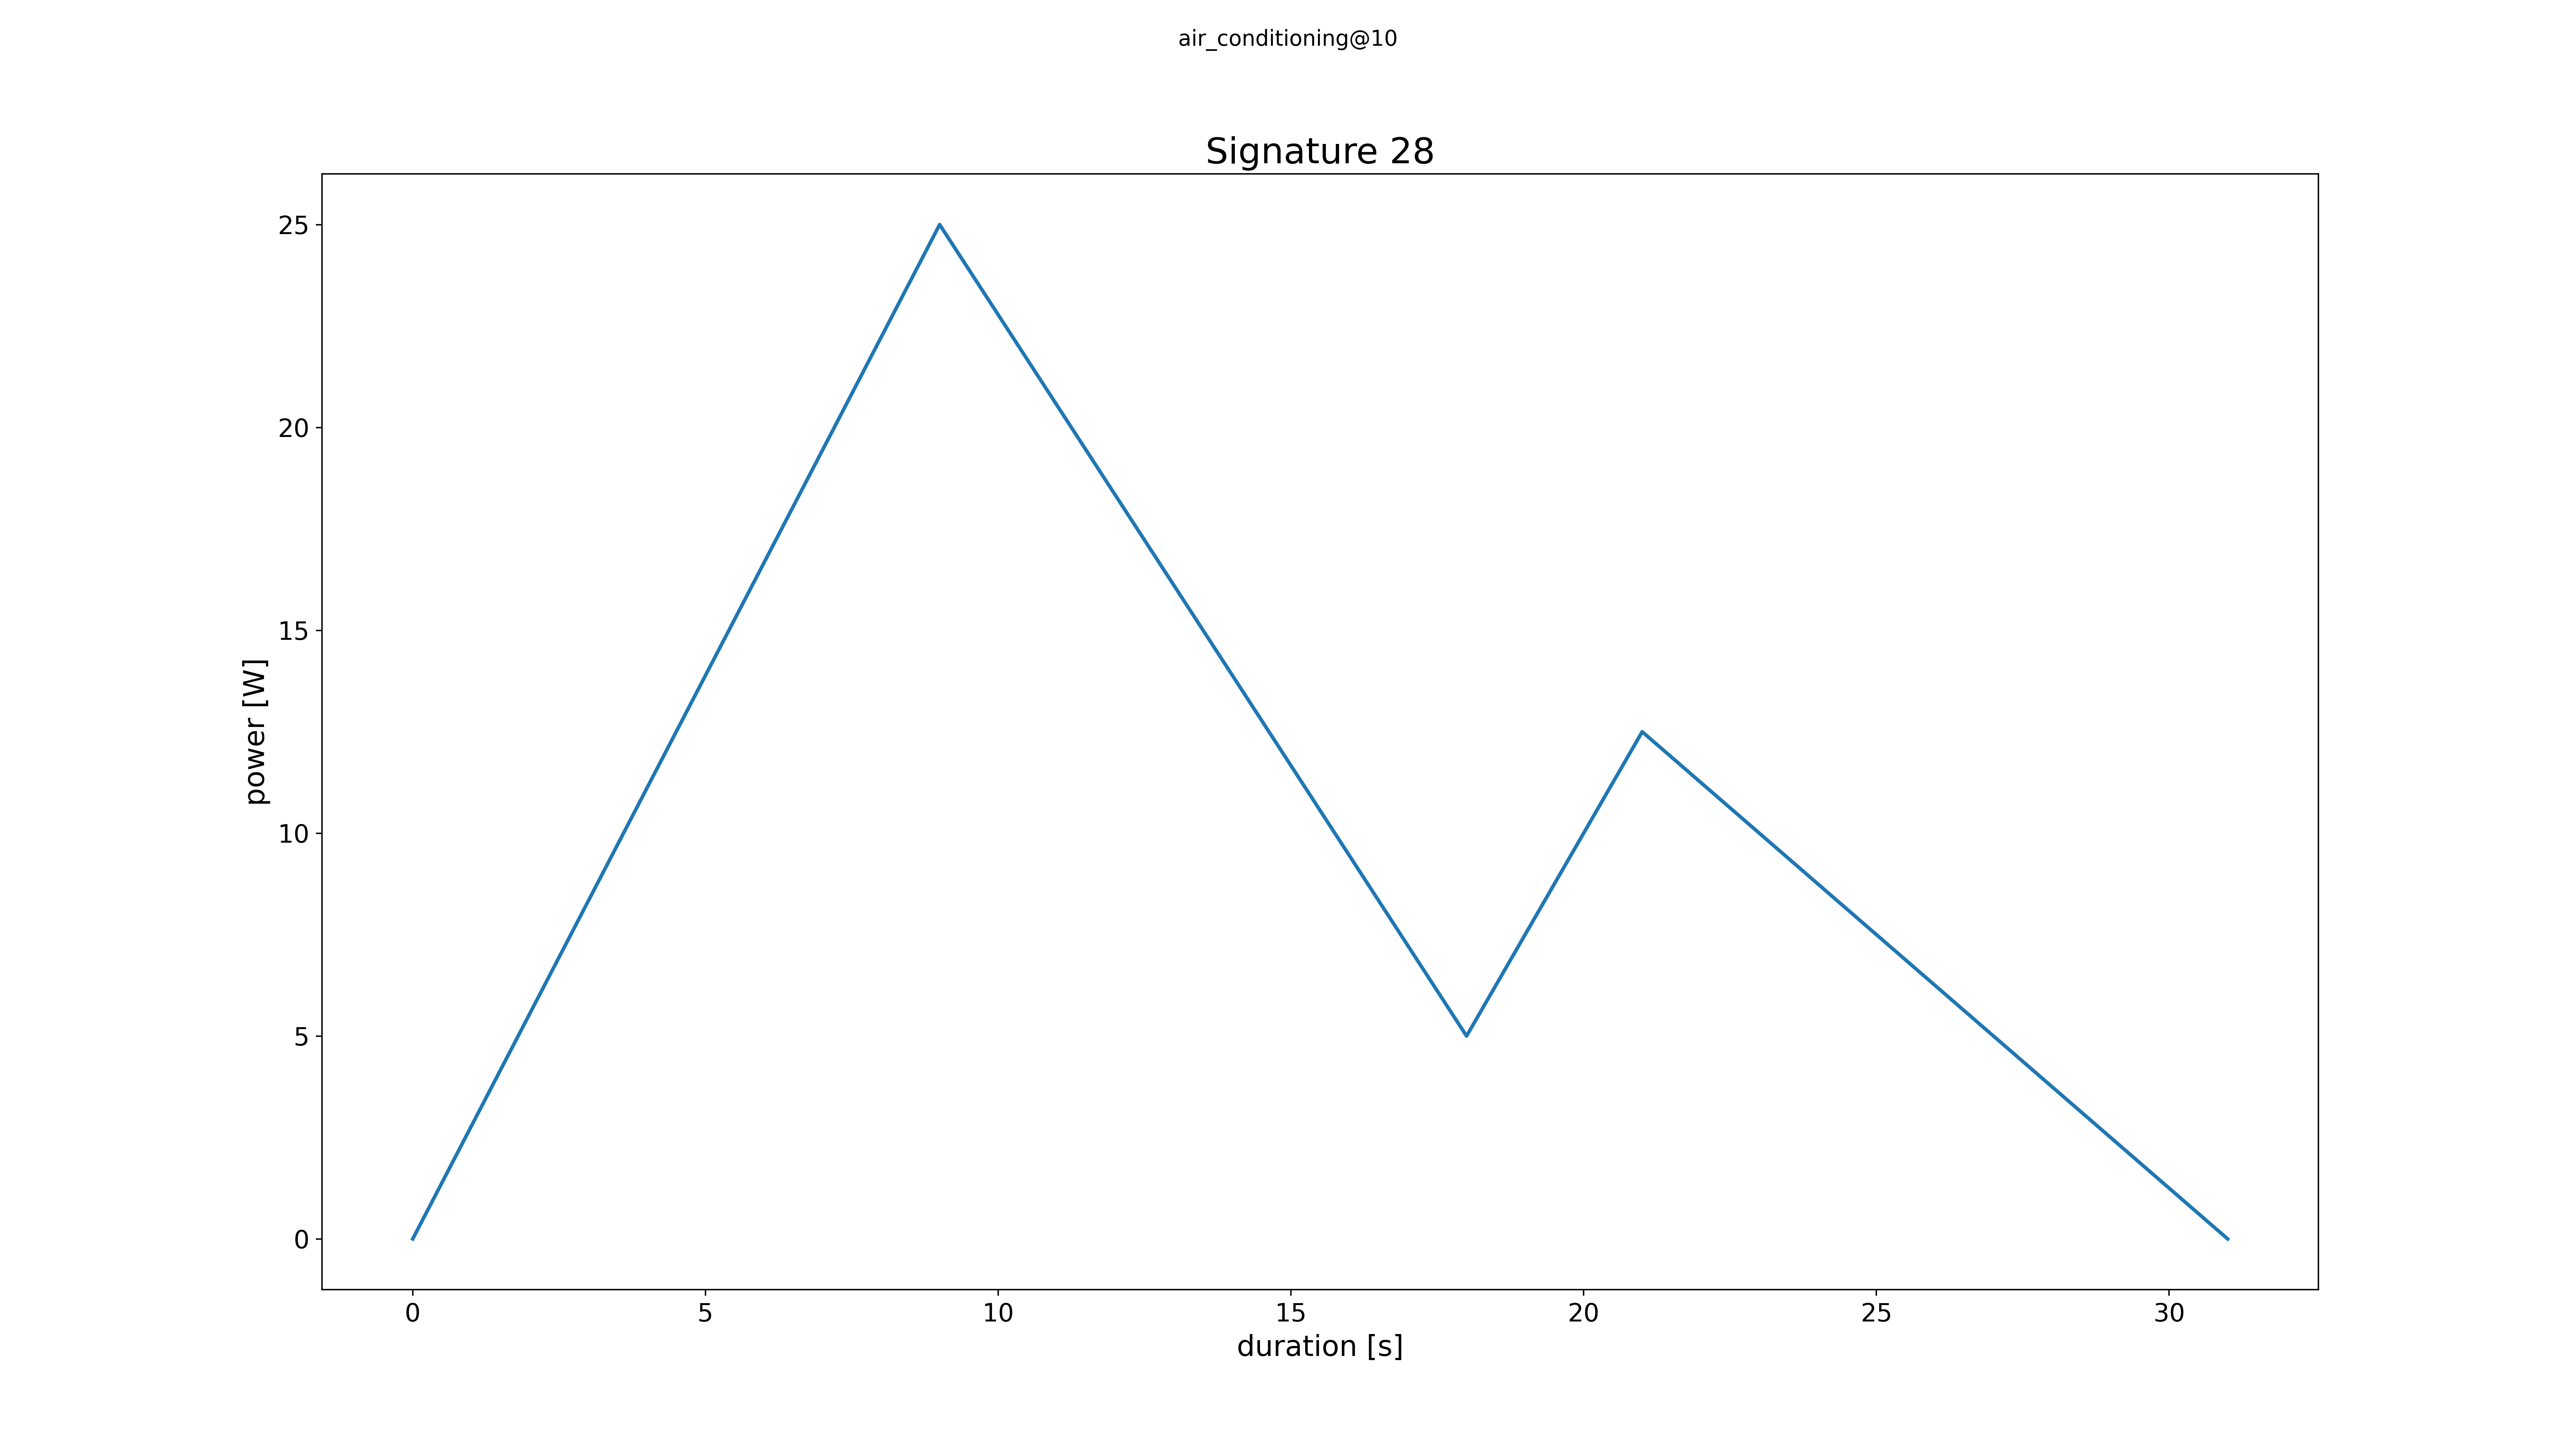 air_conditioning@10
Signature 28
25
20
15
10
5
0
power [W]
0 5 10 15 20 25 30
duration [s]